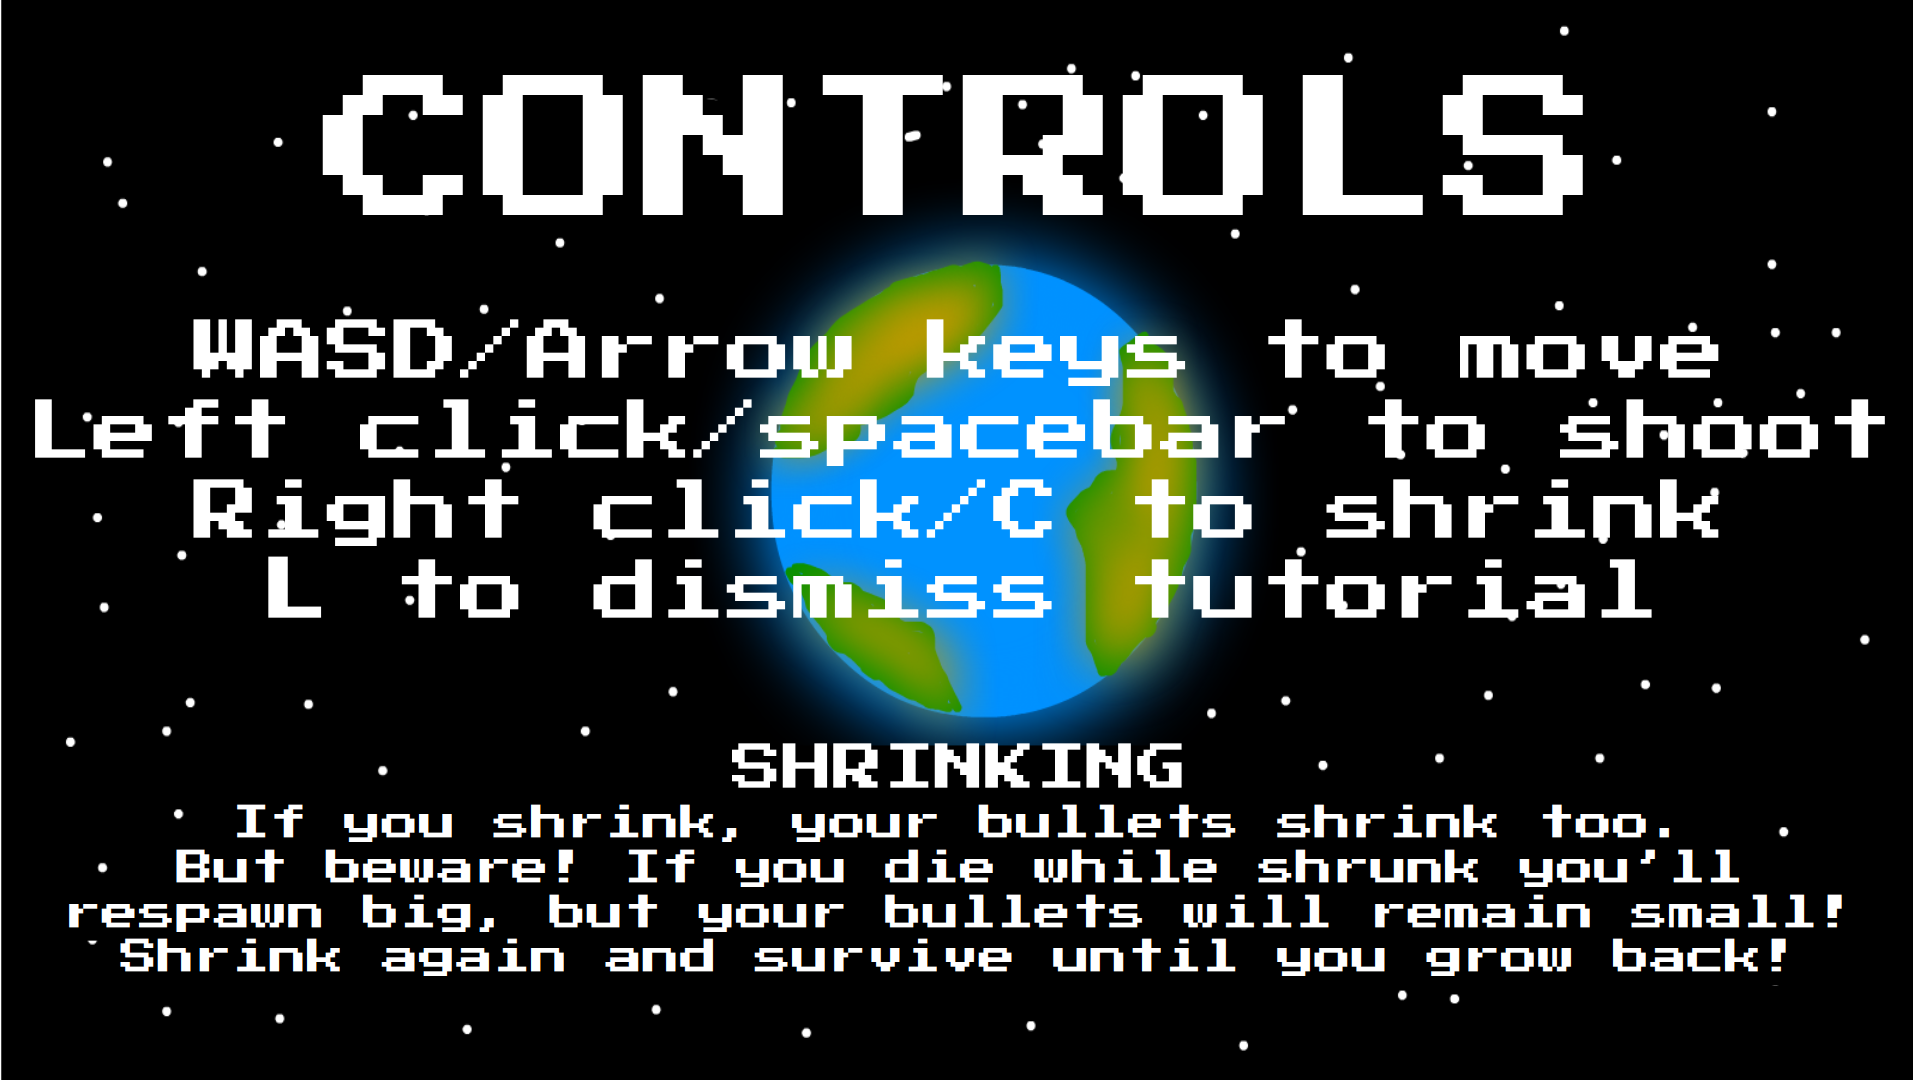 CONTROLS
WASD/Arrow keys to move
Left click/spacebar to shoot
Right click/C to shrink
L to dismiss tutorial
SHRINKING
If you shrink, your bullets shrink too.
But beware! If you die while shrunk you'll
respawn big, but your bullets will remain small!
Shrink again and survive until you grow back!